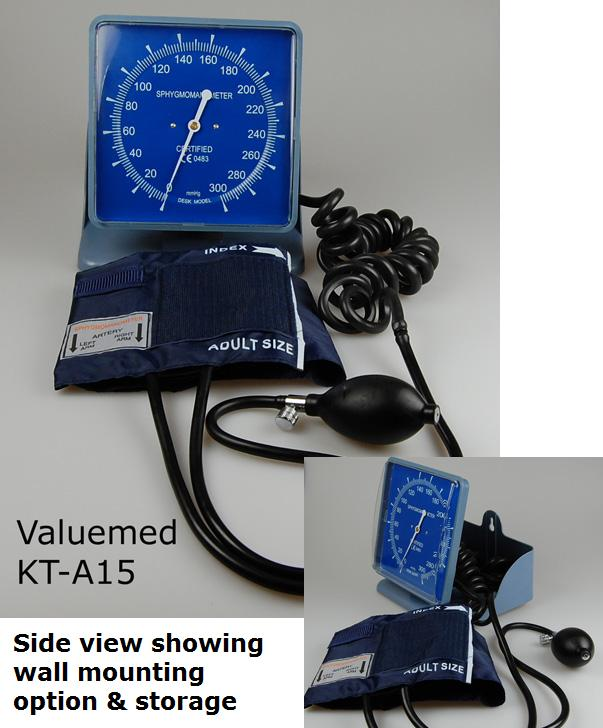 140 160
120 180
100 200
SPHYGMOMANOMETER
80 220
60 240
CERTIFIED
CE 0483
40 260
20 280
0 mmHg 300
DESK MODEL
INDEX
SPHYGMOMANOMETER
ARTERY
LEFT ARM
RIGHT ARM
ADULT SIZE
Valuemed
KT-A15
Side view showing
wall mounting
option & storage
INDEX
ADULT SIZE